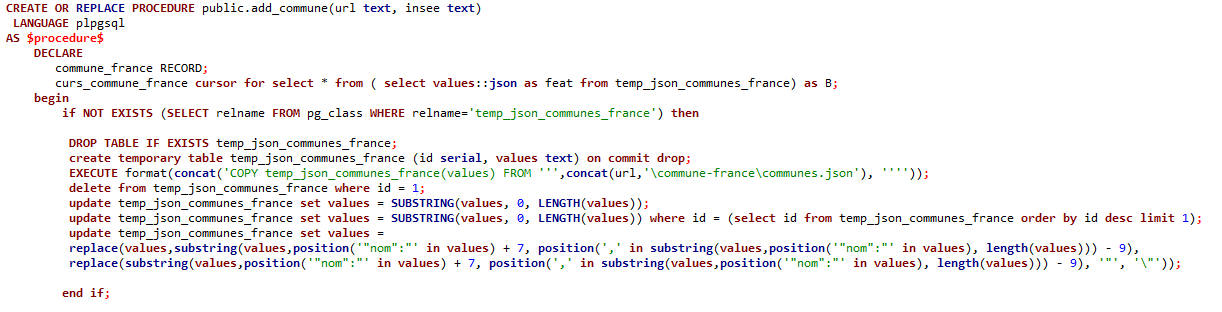 CREATE OR REPLACE PROCEDURE public.add_commune(url text, insee text)
LANGUAGE plpgsql
AS $procedure$
DECLARE
commune_france RECORD;
curs_commune_france cursor for select * from ( select values::json as feat from temp_json_communes_france) as B;
begin
if NOT EXISTS (SELECT relname FROM pg_class WHERE relname='temp_json_communes_france') then
DROP TABLE IF EXISTS temp_json_communes_france;
create temporary table temp_json_communes_france (id serial, values text) on commit drop;
EXECUTE format(concat('COPY temp_json_communes_france(values) FROM ''',concat(url,'\commune-france\communes.json'), ''''));
delete from temp_json_communes_france where id = 1;
update temp_json_communes_france set values = SUBSTRING(values, 0, LENGTH(values));
update temp_json_communes_france set values = SUBSTRING(values, 0, LENGTH(values)) where id = (select id from temp_json_communes_france order by id desc limit 1);
update temp_json_communes_france set values =
replace(values,substring(values,position('"nom":"' in values) + 7, position(',' in substring(values,position('"nom":"' in values), length(values))) - 9),
replace(substring(values,position('"nom":"' in values) + 7, position(',' in substring(values,position('"nom":"' in values), length(values))) - 9), '"', '\"'));
end if;